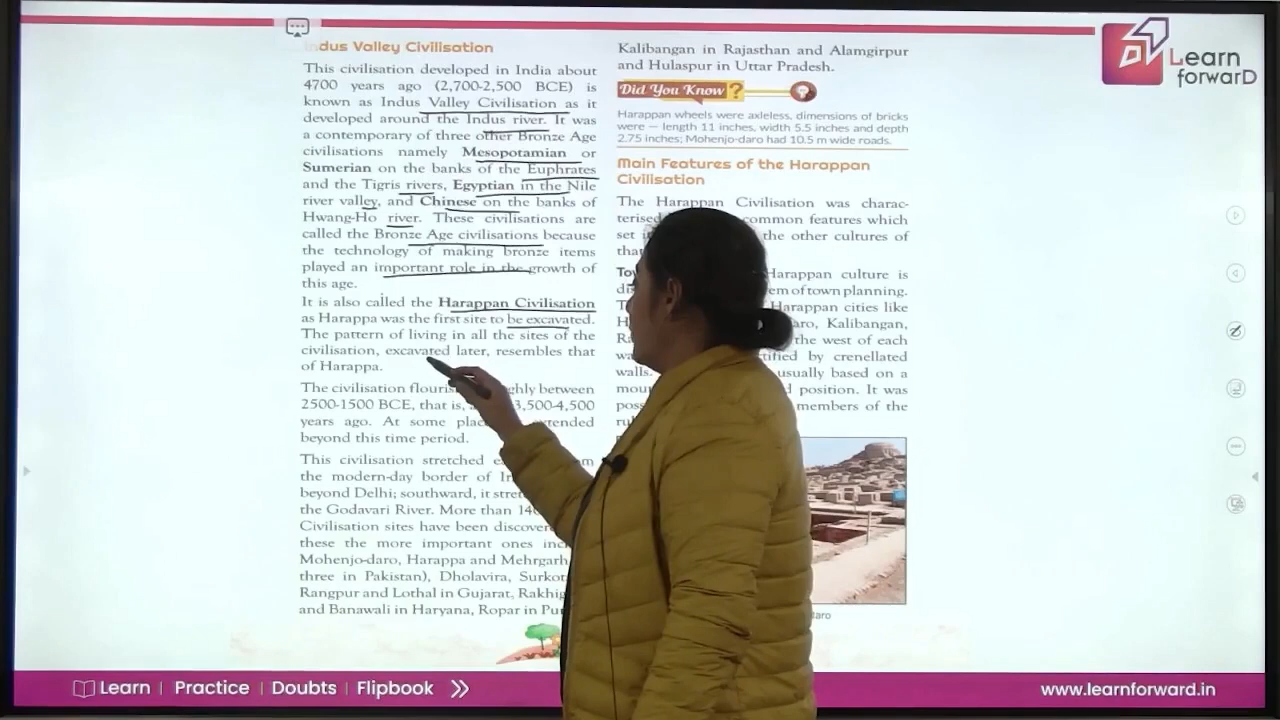 Indus Valley Civilisation
This civilisation developed in India about
4700 years ago (2,700-2,500 BCE) is
known as Indus Valley Civilisation as it
developed around the Indus river. It was
a contemporary of three other Bronze Age
civilisations namely Mesopotamian or
Sumerian on the banks of the Euphrates
and the Tigris rivers, Egyptian in the Nile
river valley, and Chinese on the banks of
Hwang-Ho river. These civilisations are
called the Bronze Age civilisations because
the technology of making bronze items
played an important role in the growth of
this age.
It is also called the Harappan Civilisation
as Harappa was the first site to be excavated.
The pattern of living in all the sites of the
civilisation, excavated later, resembles that
of Harappa.
The civilisation between
2500-1500 BCE, that is, 3,500-4,500
years ago. At some
beyond this time period.
This civilisation stretched
the modern-day border of
beyond Delhi; southward, it
the Godavari River. More than
Civilisation sites have been
these the more important ones
Mohenjo-daro, Harappa and Mehrgarh
three in Pakistan), Dholavira,
Rangpur and Lothal in Gujarat,
and Banawali in Haryana, Ropar in
Kalibangan in Rajasthan and Alamgirpur
and Hulaspur in Uttar Pradesh.
Did You Know ?
Harappan wheels were axleless, dimensions of bricks
were — length 11 inches, width 5.5 inches and depth
2.75 inches; Mohenjo-daro had 10.5 m wide roads.
Main Features of the Harappan
Civilisation
The Harappan Civilisation was charac-
common features which
set the other cultures of
Harappan culture is
of town planning.
Harappan cities like
Kalibangan,
the west of each
by crenellated
walls. usually based on a
position. It was
members of the
Learn
forwarD
Learn | Practice | Doubts | Flipbook
www.learnforward.in